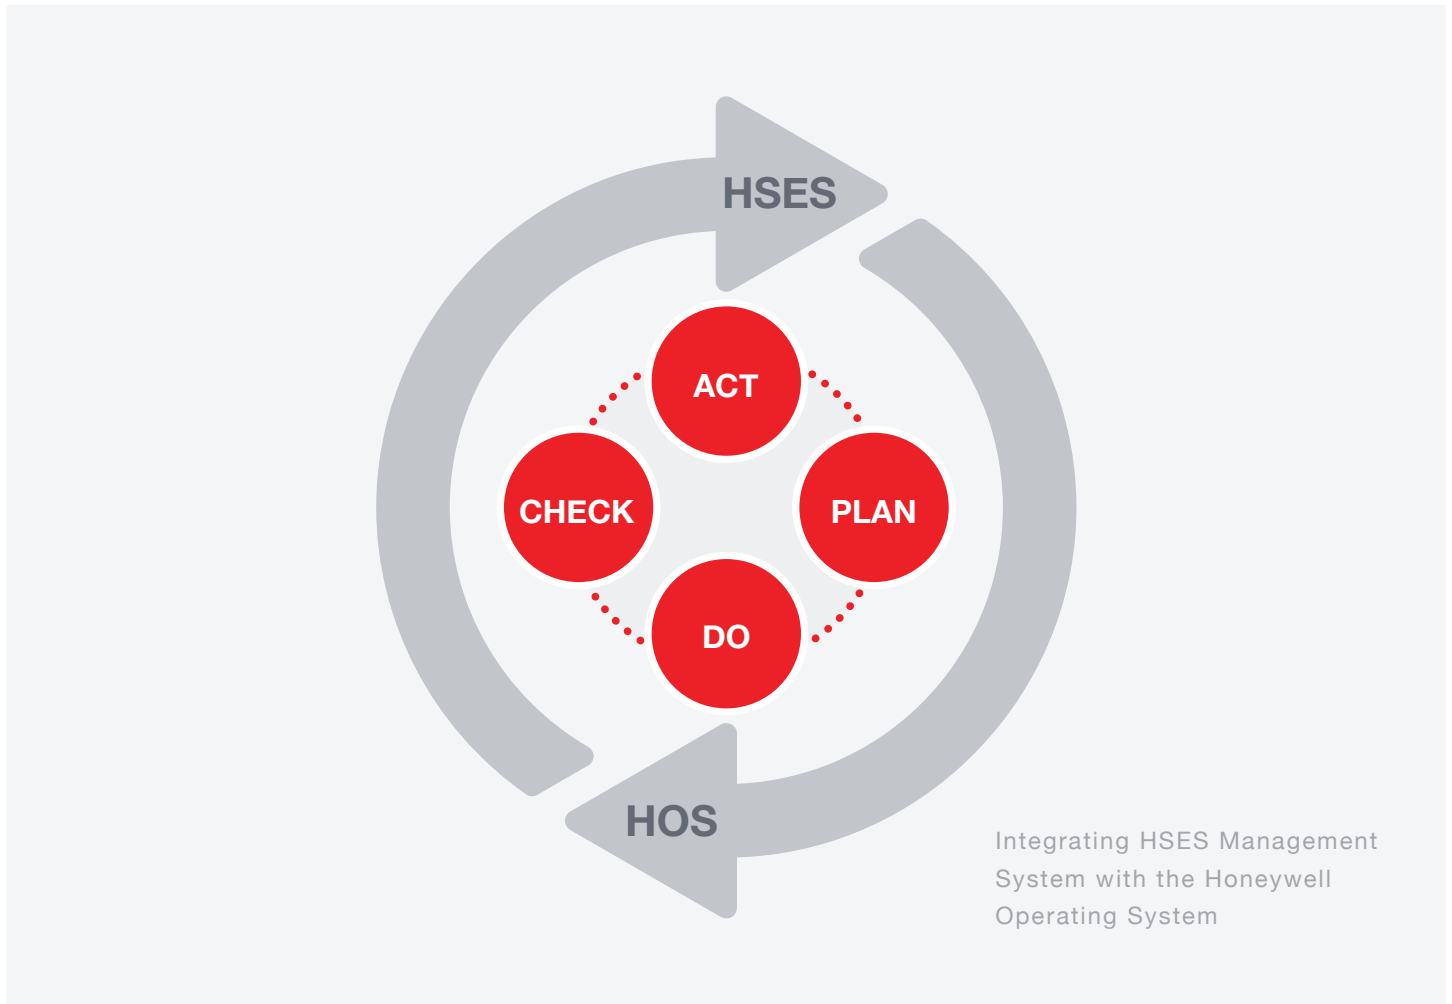 HSES
ACT
CHECK
PLAN
DO
HOS
Integrating HSES Management
System with the Honeywell
Operating System